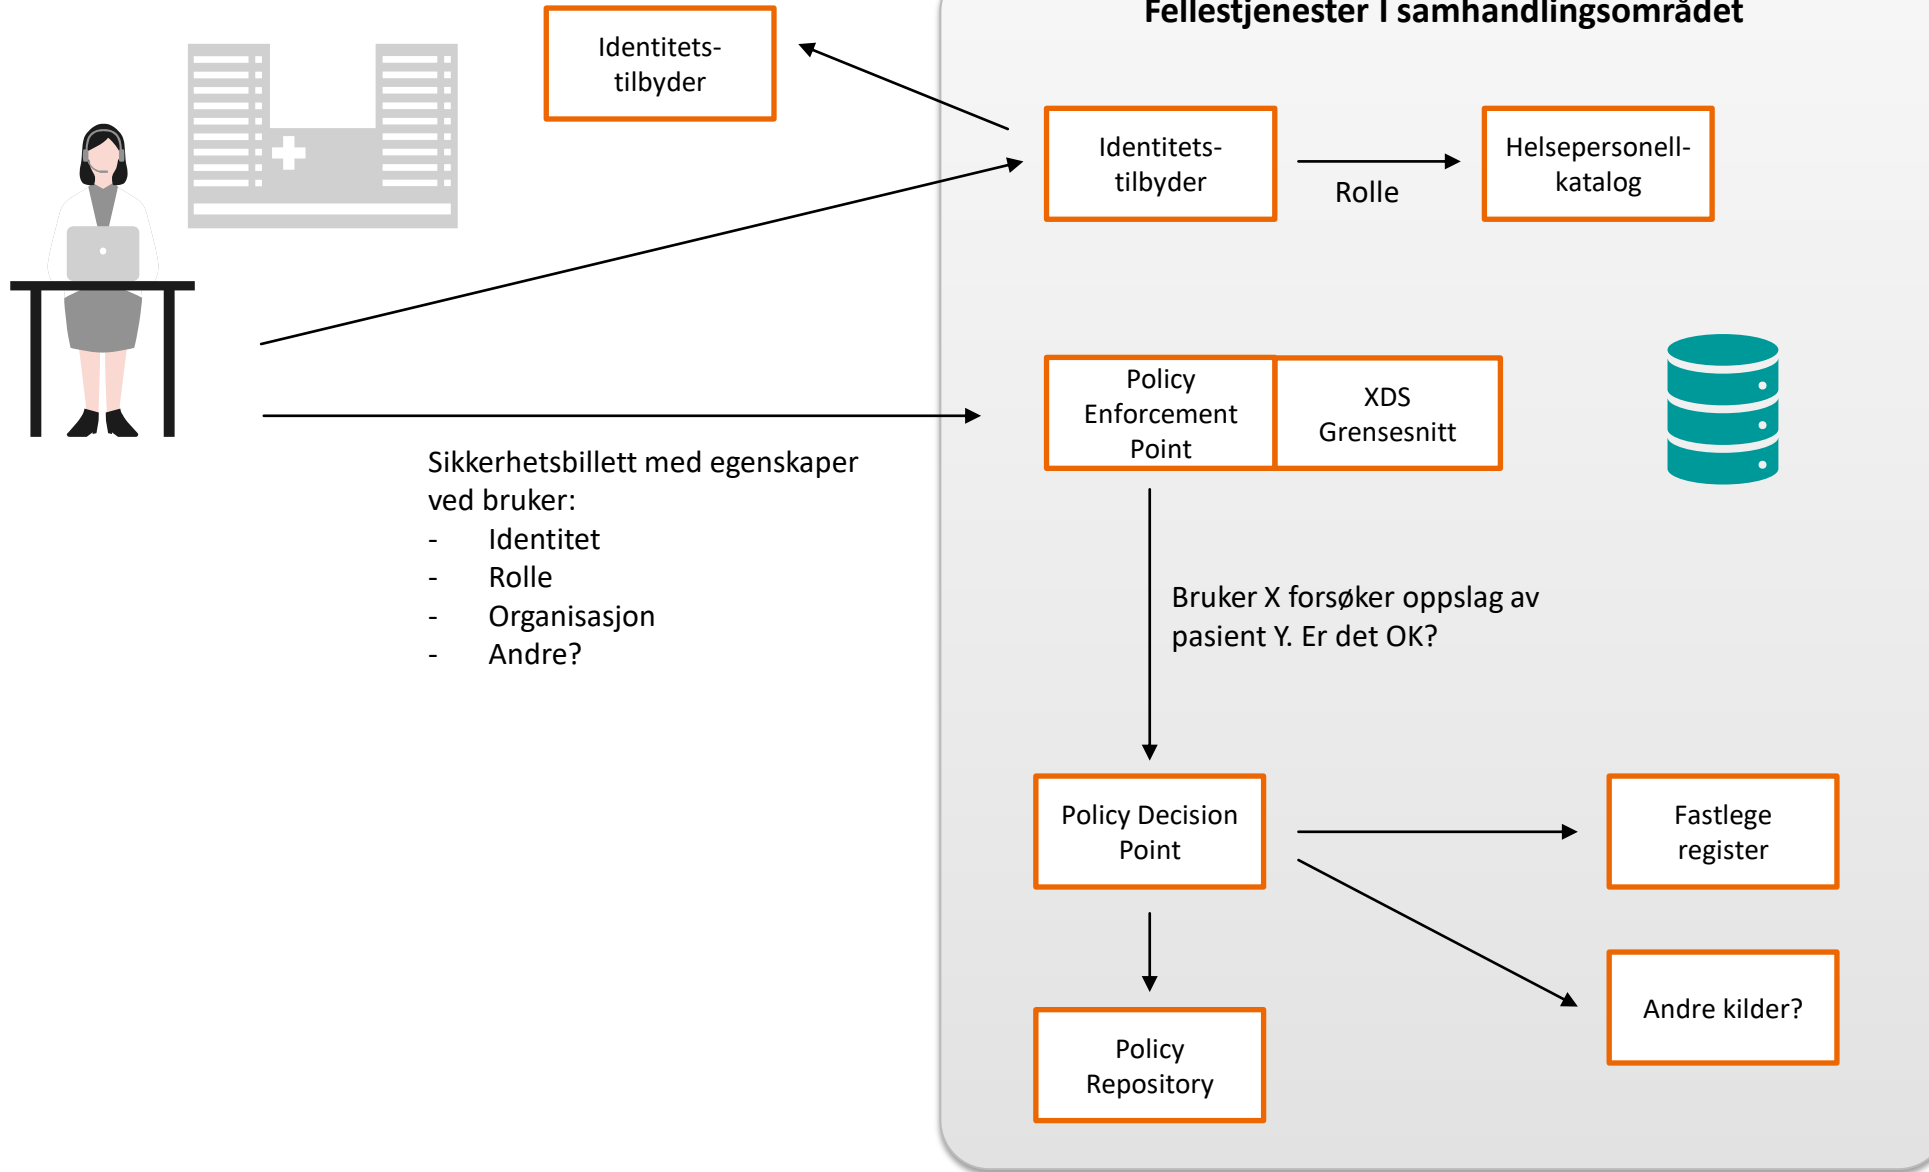 Fellestjenester I samhandlingsområdet
Identitets-
tilbyder
Identitets-
tilbyder
Rolle
Helsepersonell-
katalog
Policy
Enforcement
Point
XDS
Grensesnitt
Sikkerhetsbillett med egenskaper
ved bruker:
- Identitet
- Rolle
- Organisasjon
- Andre?
Bruker X forsøker oppslag av
pasient Y. Er det OK?
Policy Decision
Point
Fastlege
register
Andre kilder?
Policy
Repository